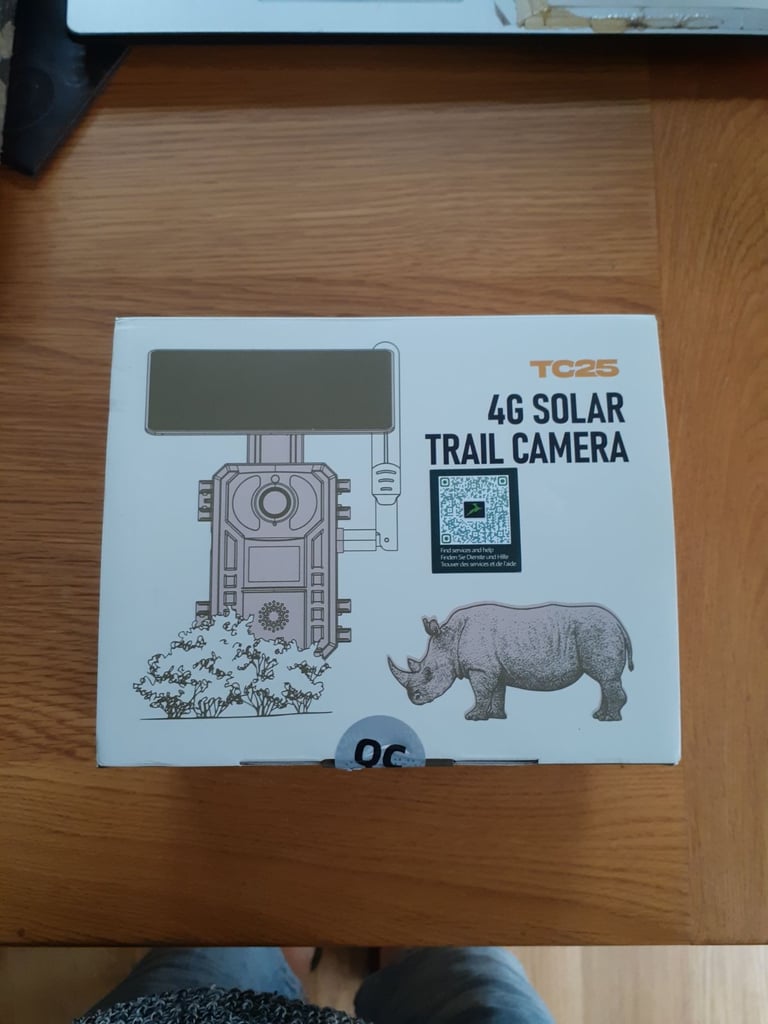 TC25
4G SOLAR
TRAIL CAMERA
Find services and help
Finden Sie Dienste und Hilfe
Trouver des services et de l'aide
QC